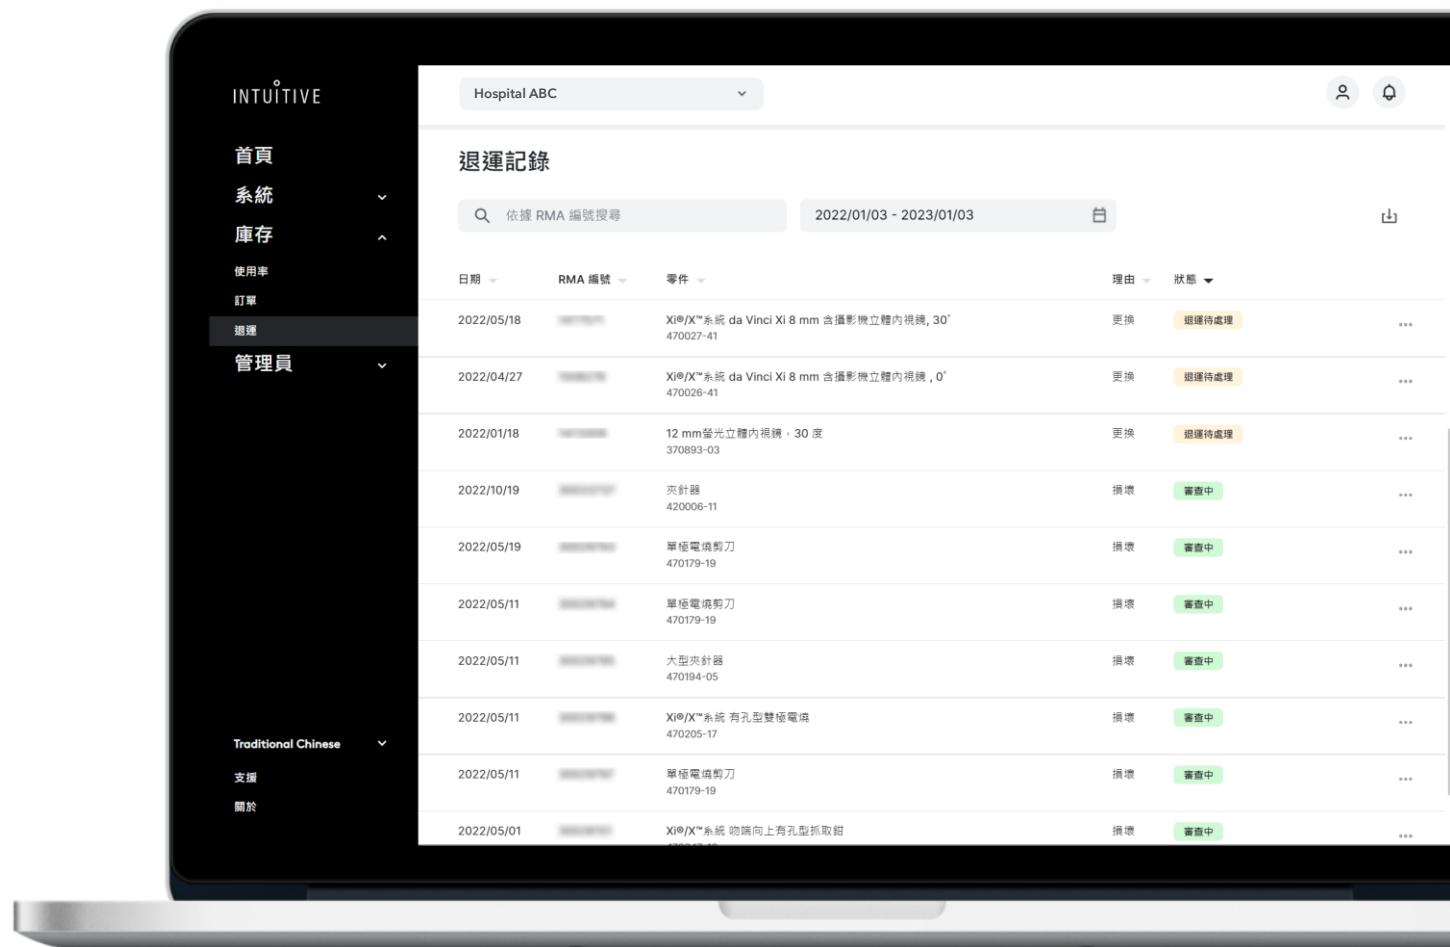 INTUITIVE
Hospital ABC
首頁
系統
庫存
使用率
訂單
退運
管理員
Traditional Chinese
支援
關於
退運記錄
依據 RMA 編號搜尋
2022/01/03 - 2023/01/03
日期 RMA 編號 零件 理由 狀態
2022/05/18 Xi®/X™系統 da Vinci Xi 8 mm 含攝影機立體內視鏡, 30° 更換 退運待處理
470027-41
2022/04/27 Xi®/X™系統 da Vinci Xi 8 mm 含攝影機立體內視鏡 , 0° 更換 退運待處理
470026-41
2022/01/18 12 mm螢光立體內視鏡，30 度 更換 退運待處理
370893-03
2022/10/19 夾針器 損壞 審查中
420006-11
2022/05/19 單極電燒剪刀 損壞 審查中
470179-19
2022/05/11 單極電燒剪刀 損壞 審查中
470179-19
2022/05/11 大型夾針器 損壞 審查中
470194-05
2022/05/11 Xi®/X™系統 有孔型雙極電燒 損壞 審查中
470205-17
2022/05/11 單極電燒剪刀 損壞 審查中
470179-19
2022/05/01 Xi®/X™系統 吻端向上有孔型抓取鉗 損壞 審查中